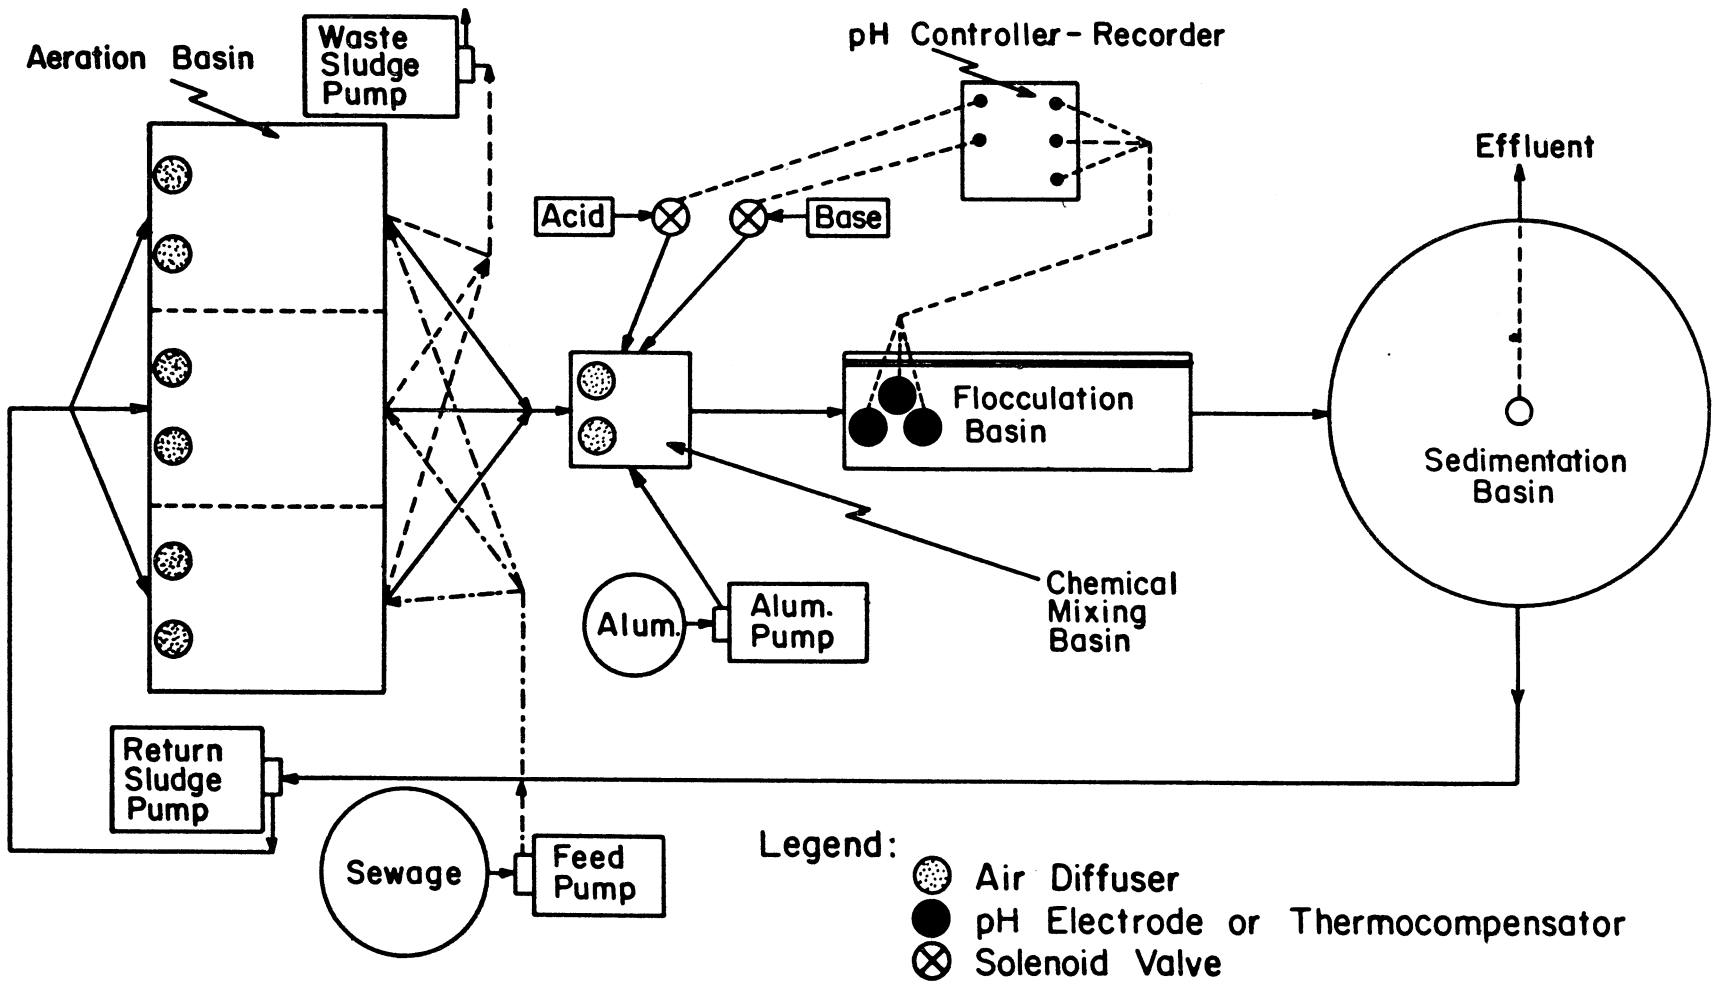 Aeration Basin
Waste
Sludge
Pump
pH Controller-Recorder
Effluent
Acid
Base
Flocculation
Basin
Sedimentation
Basin
Chemical
Mixing
Basin
Alum.
Alum.
Pump
Return
Sludge
Pump
Sewage
Feed
Pump
Legend:
Air Diffuser
pH Electrode or Thermocompensator
Solenoid Valve